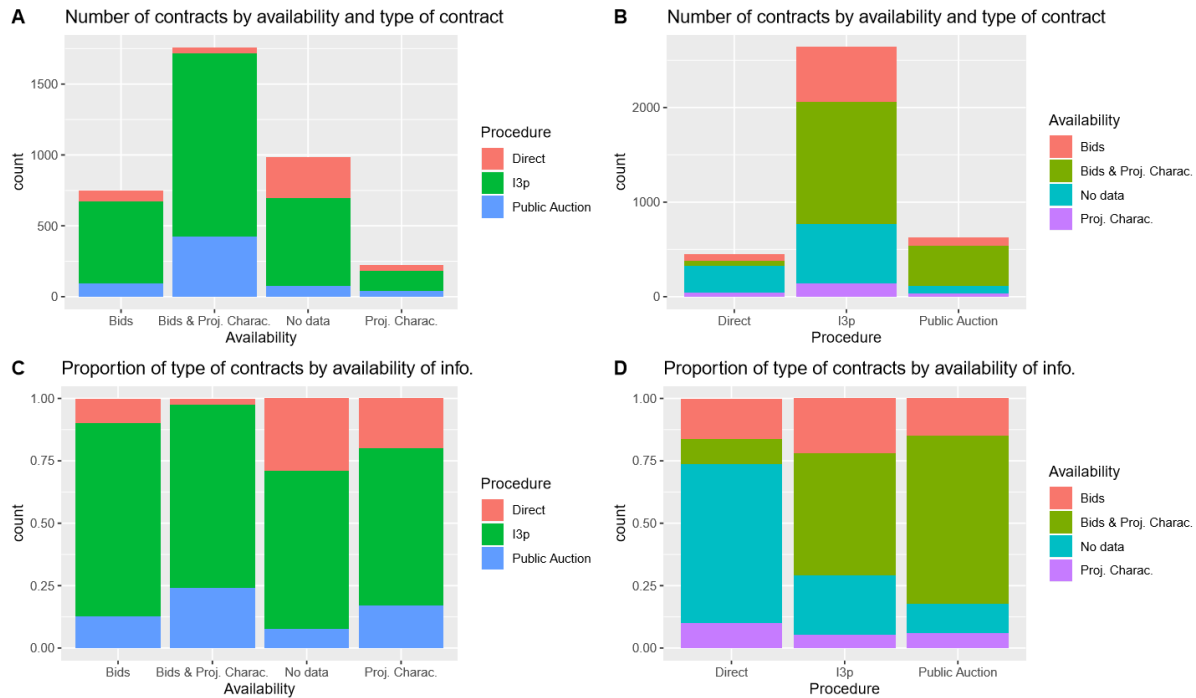 A
Number of contracts by availability and type of contract
1500
1000
500
0
count
Bids
Bids & Proj. Charac.
No data
Proj. Charac.
Availability
Procedure
Direct
I3p
Public Auction
B
Number of contracts by availability and type of contract
2000
1000
0
count
Direct
I3p
Public Auction
Procedure
Availability
Bids
Bids & Proj. Charac.
No data
Proj. Charac.
C
Proportion of type of contracts by availability of info.
1.00
0.75
0.50
0.25
0.00
count
Bids
Bids & Proj. Charac.
No data
Proj. Charac.
Availability
Procedure
Direct
I3p
Public Auction
D
Proportion of type of contracts by availability of info.
1.00
0.75
0.50
0.25
0.00
count
Direct
I3p
Public Auction
Procedure
Availability
Bids
Bids & Proj. Charac.
No data
Proj. Charac.